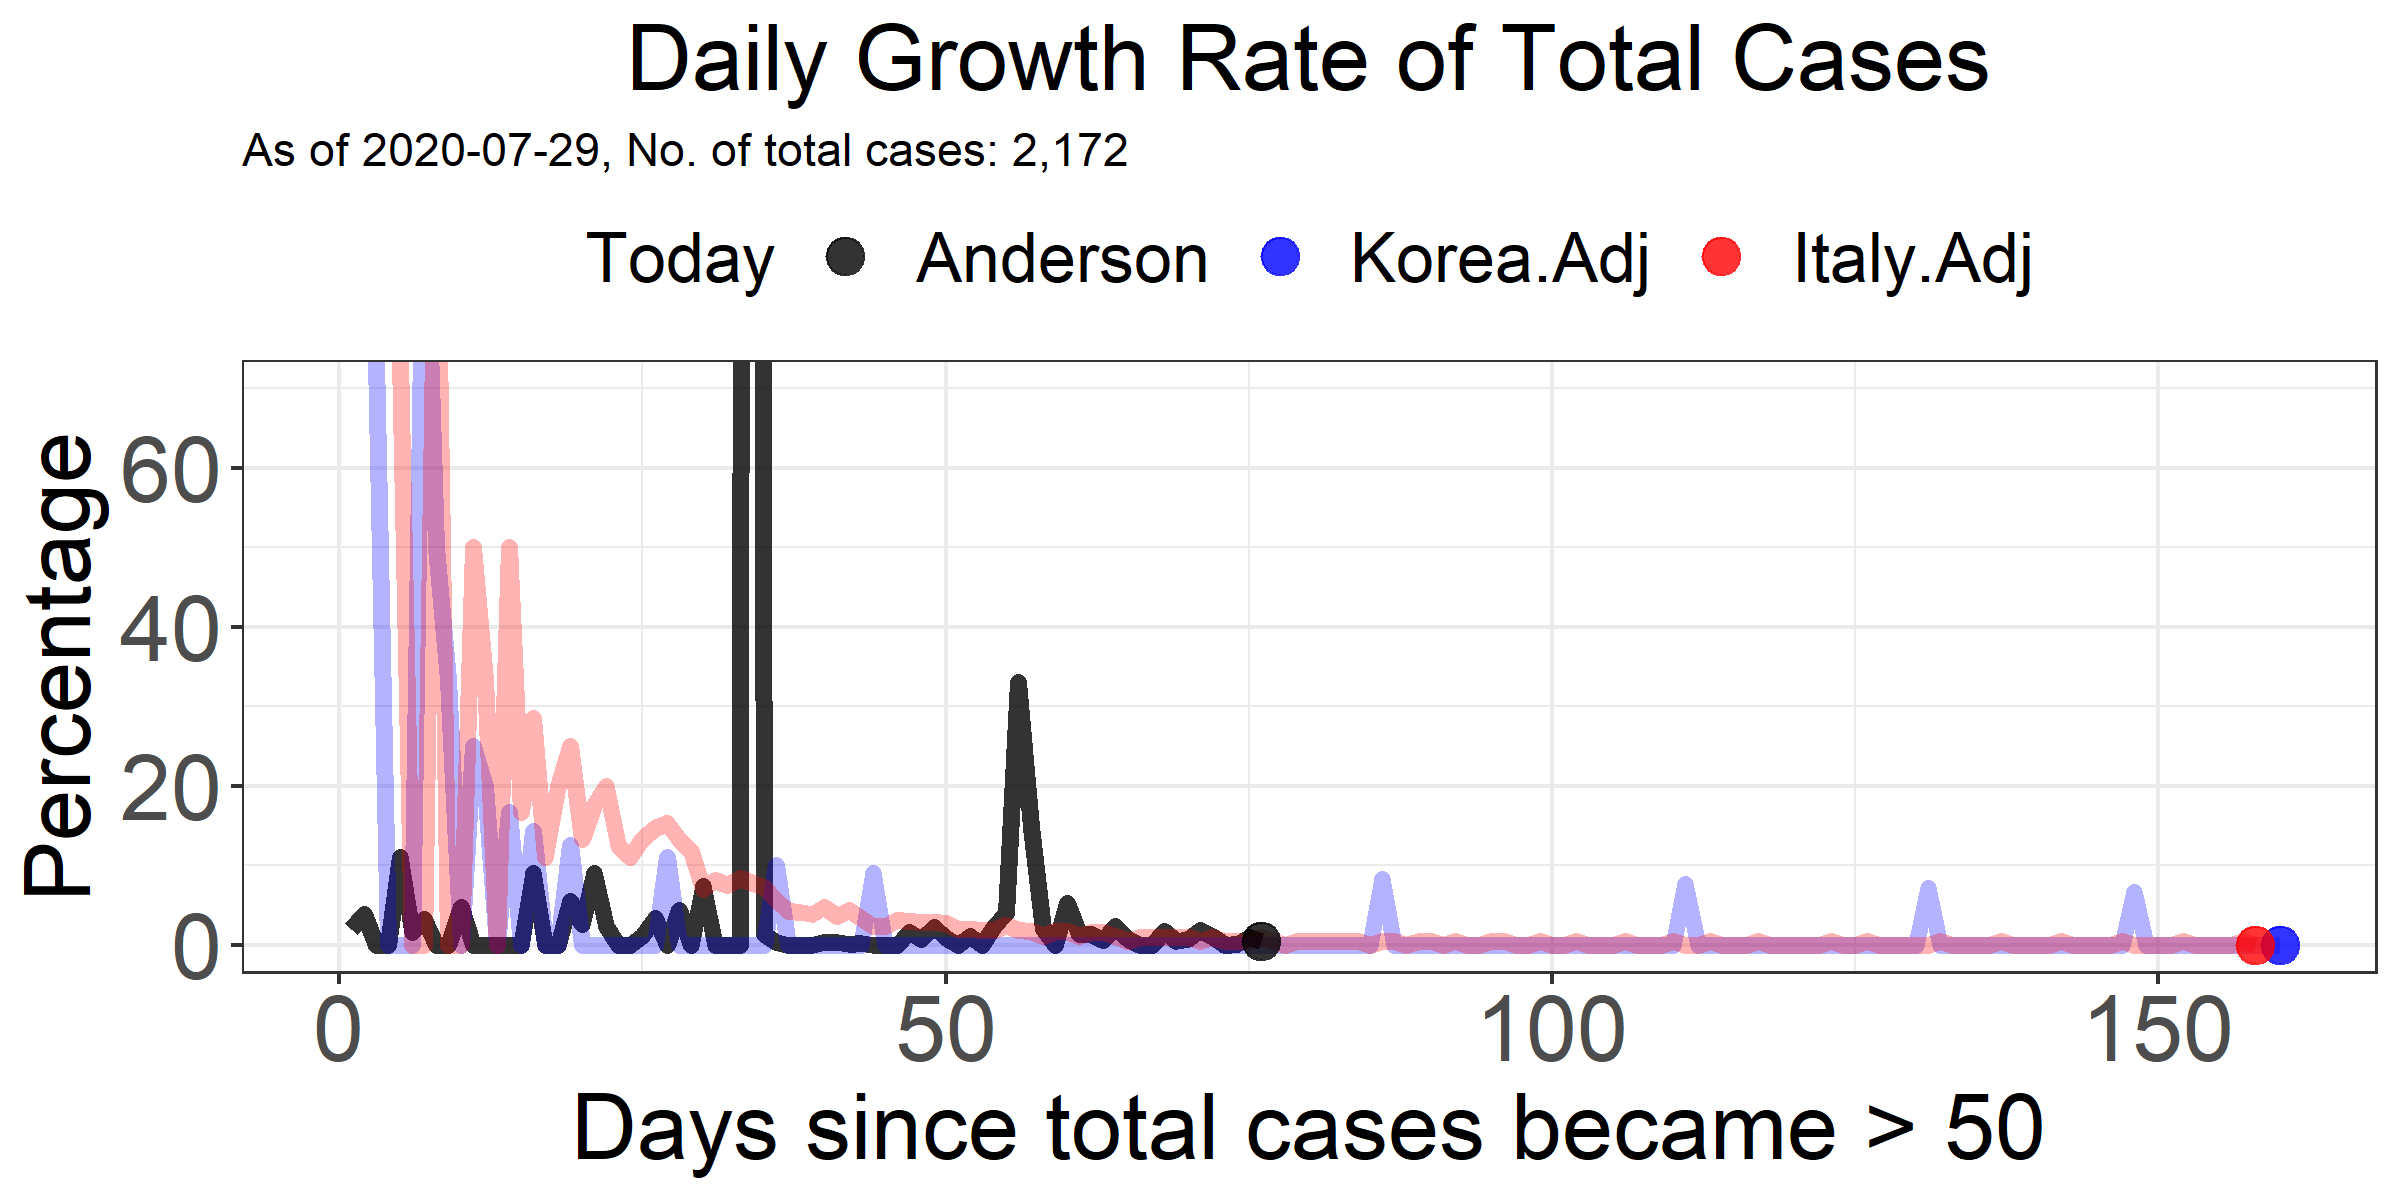 Daily Growth Rate of Total Cases
As of 2020-07-29, No. of total cases: 2,172
Today Anderson Korea.Adj Italy.Adj
Percentage
60
40
20
0
0 50 100 150
Days since total cases became > 50